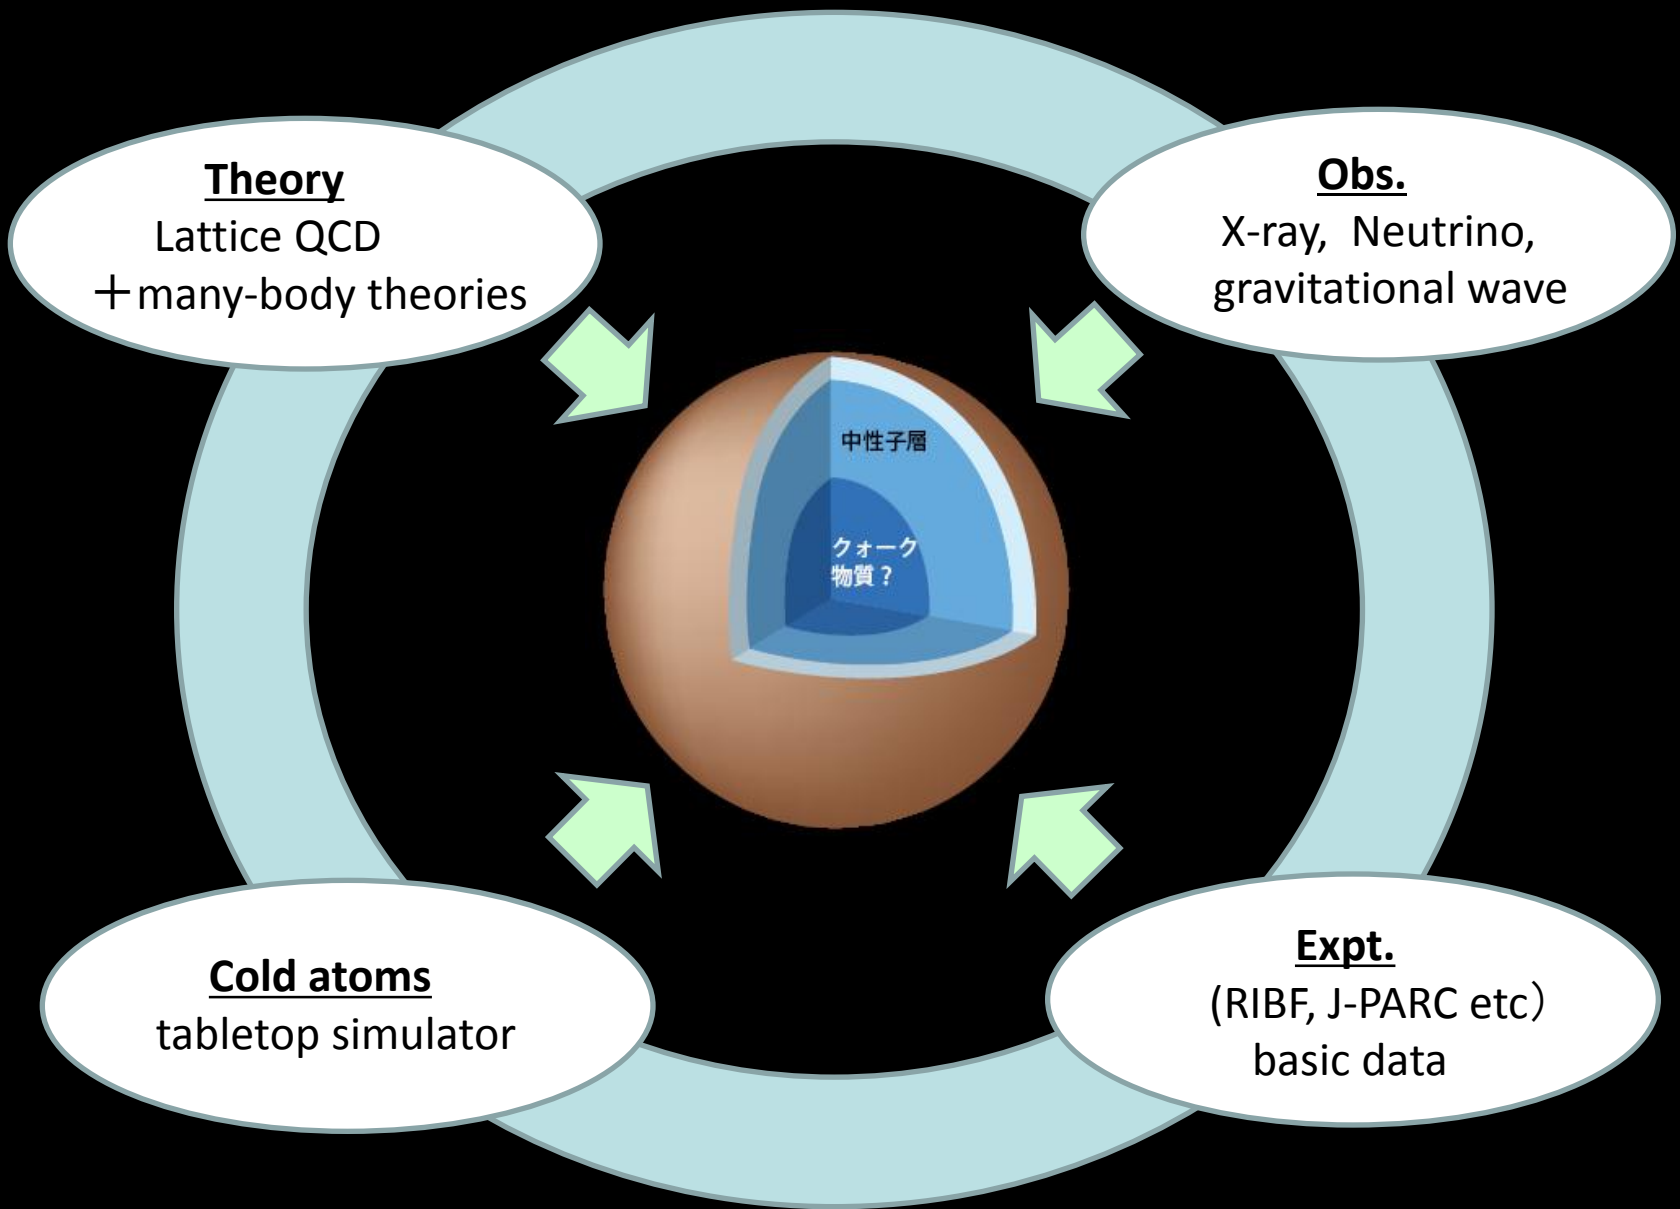 Theory
Lattice QCD
＋many-body theories
Obs.
X-ray, Neutrino,
gravitational wave
中性子層
クォーク
物質？
Cold atoms
tabletop simulator
Expt.
(RIBF, J-PARC etc）
basic data